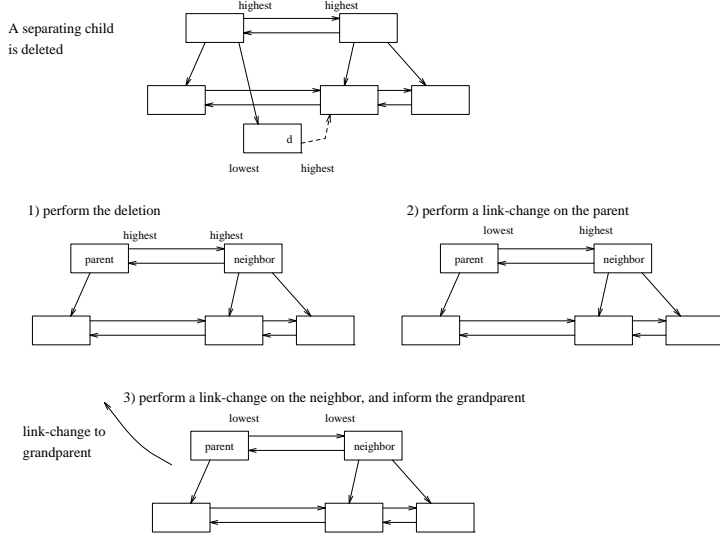 highest highest
A separating child
is deleted
d
lowest highest
1) perform the deletion 2) perform a link-change on the parent
highest highest lowest highest
parent neighbor parent neighbor
3) perform a link-change on the neighbor, and inform the grandparent
lowest lowest
link-change to
grandparent
parent neighbor